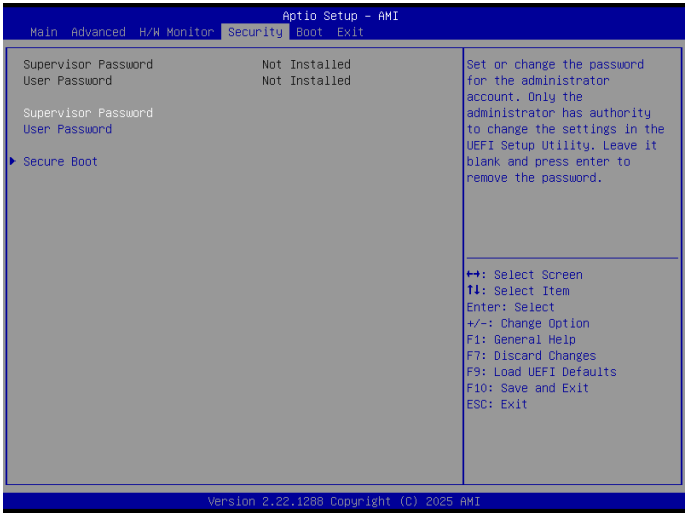 Aptio Setup - AMI
Main Advanced H/W Monitor Security Boot Exit
Supervisor Password Not Installed
User Password Not Installed
Supervisor Password
User Password
Secure Boot
Set or change the password
for the administrator
account. Only the
administrator has authority
to change the settings in the
UEFI Setup Utility. Leave it
blank and press enter to
remove the password.
↔: Select Screen
↑↓: Select Item
Enter: Select
+/-: Change Option
F1: General Help
F7: Discard Changes
F9: Load UEFI Defaults
F10: Save and Exit
ESC: Exit
Version 2.22.1288 Copyright (C) 2025 AMI